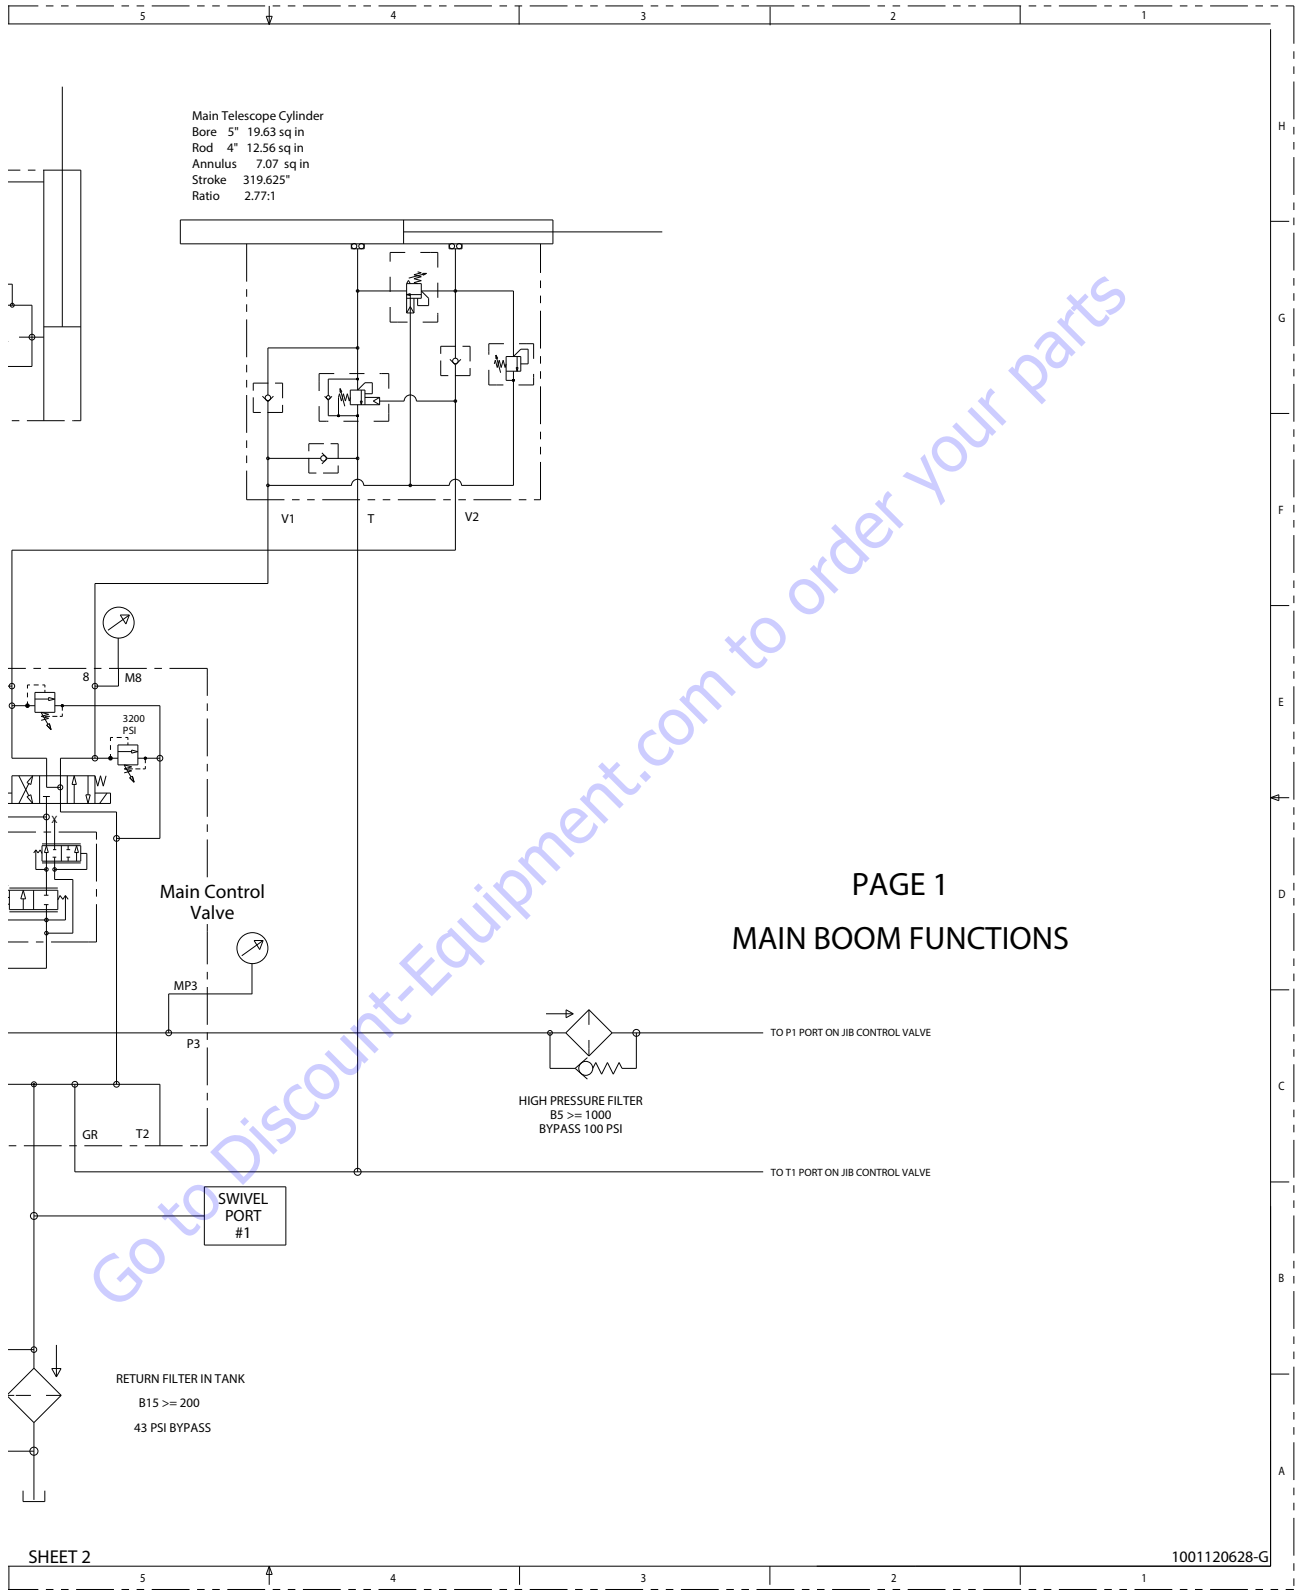 5 4 3 2 1
Main Telescope Cylinder
Bore 5" 19.63 sq in
Rod 4" 12.56 sq in
Annulus 7.07 sq in
Stroke 319.625"
Ratio 2.77:1
H
G
F
V1 T V2
8 M8
E
3200
PSI
D
Main Control
Valve
PAGE 1
MAIN BOOM FUNCTIONS
MP3
P3
TO P1 PORT ON JIB CONTROL VALVE
C
HIGH PRESSURE FILTER
B5 >= 1000
BYPASS 100 PSI
GR T2
TO T1 PORT ON JIB CONTROL VALVE
SWIVEL
PORT
#1
B
RETURN FILTER IN TANK
B15 >= 200
43 PSI BYPASS
A
SHEET 2
1001120628-G
5 4 3 2 1
Go to Discount-Equipment.com to order your parts